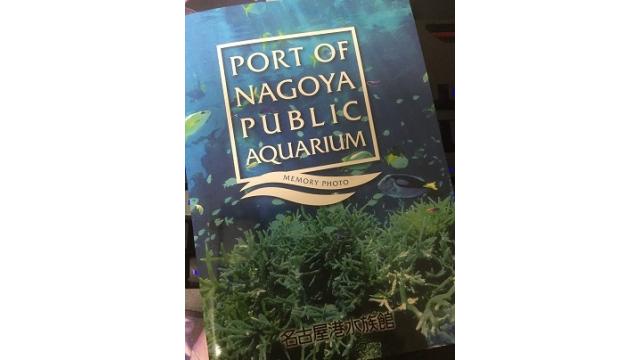 PORT OF
NAGOYA
PUBLIC
AQUARIUM
MEMORY PHOTO
名古屋港水族館